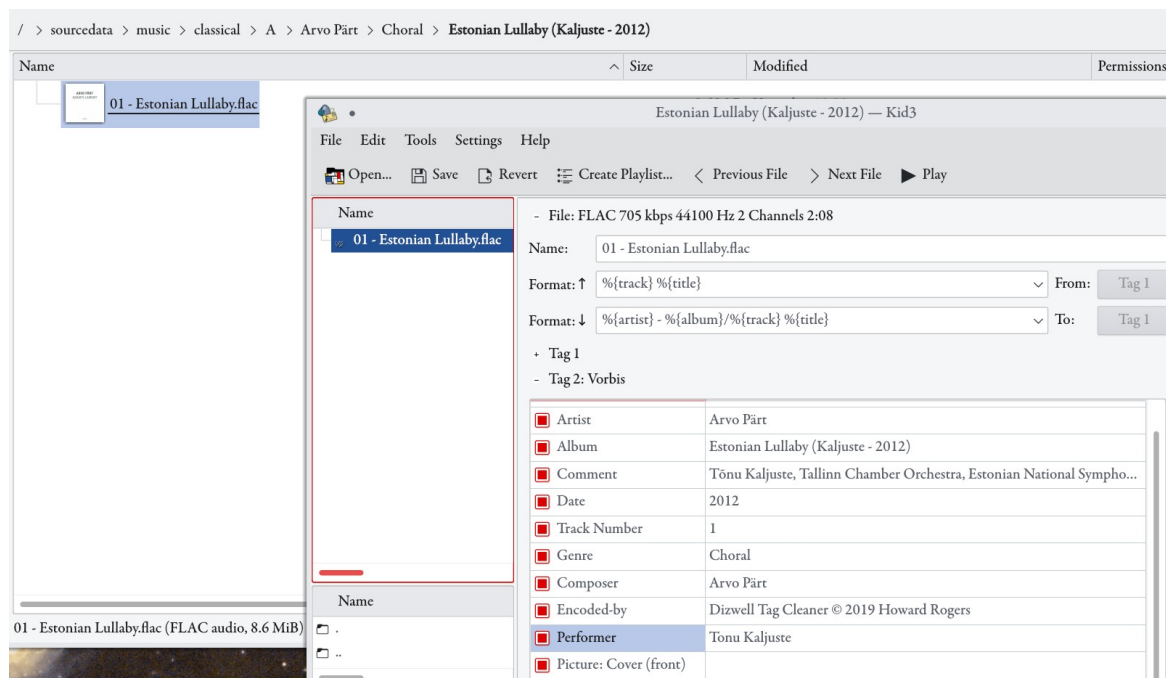 / > sourcedata > music > classical > A > Arvo Pärt > Choral > Estonian Lullaby (Kaljuste - 2012)
Name Size Modified Permissions
01 - Estonian Lullaby.flac
Estonian Lullaby (Kaljuste - 2012) — Kid3
File Edit Tools Settings Help
Open... Save Revert Create Playlist... < Previous File > Next File Play
Name
01 - Estonian Lullaby.flac
- File: FLAC 705 kbps 44100 Hz 2 Channels 2:08
Name: 01 - Estonian Lullaby.flac
Format: ↑ %{track} %{title} From: Tag 1
Format: ↓ %{artist} - %{album}/%{track} %{title} To: Tag 1
+ Tag 1
- Tag 2: Vorbis
Artist Arvo Pärt
Album Estonian Lullaby (Kaljuste - 2012)
Comment Tõnu Kaljuste, Tallinn Chamber Orchestra, Estonian National Sympho...
Date 2012
Track Number 1
Genre Choral
Composer Arvo Pärt
Encoded-by Dizwell Tag Cleaner © 2019 Howard Rogers
Performer Tonu Kaljuste
Picture: Cover (front)
Name
.
..
01 - Estonian Lullaby.flac (FLAC audio, 8.6 MiB)